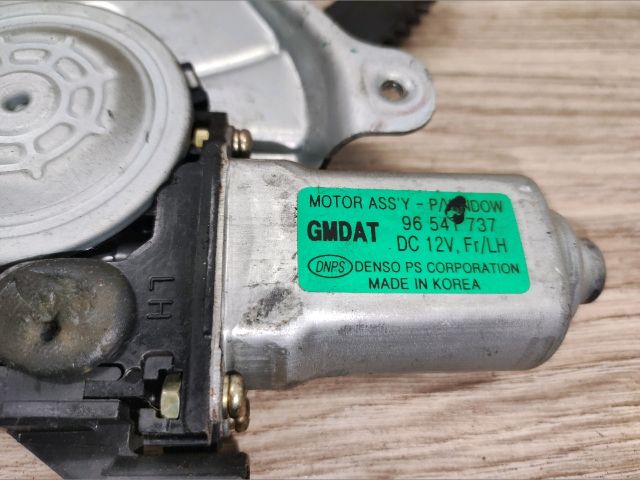 MOTOR ASS'Y - P/WINDOW
GMDAT 96 541 737
DC 12V, Fr/LH
DNPS DENSO PS CORPORATION
MADE IN KOREA
LH